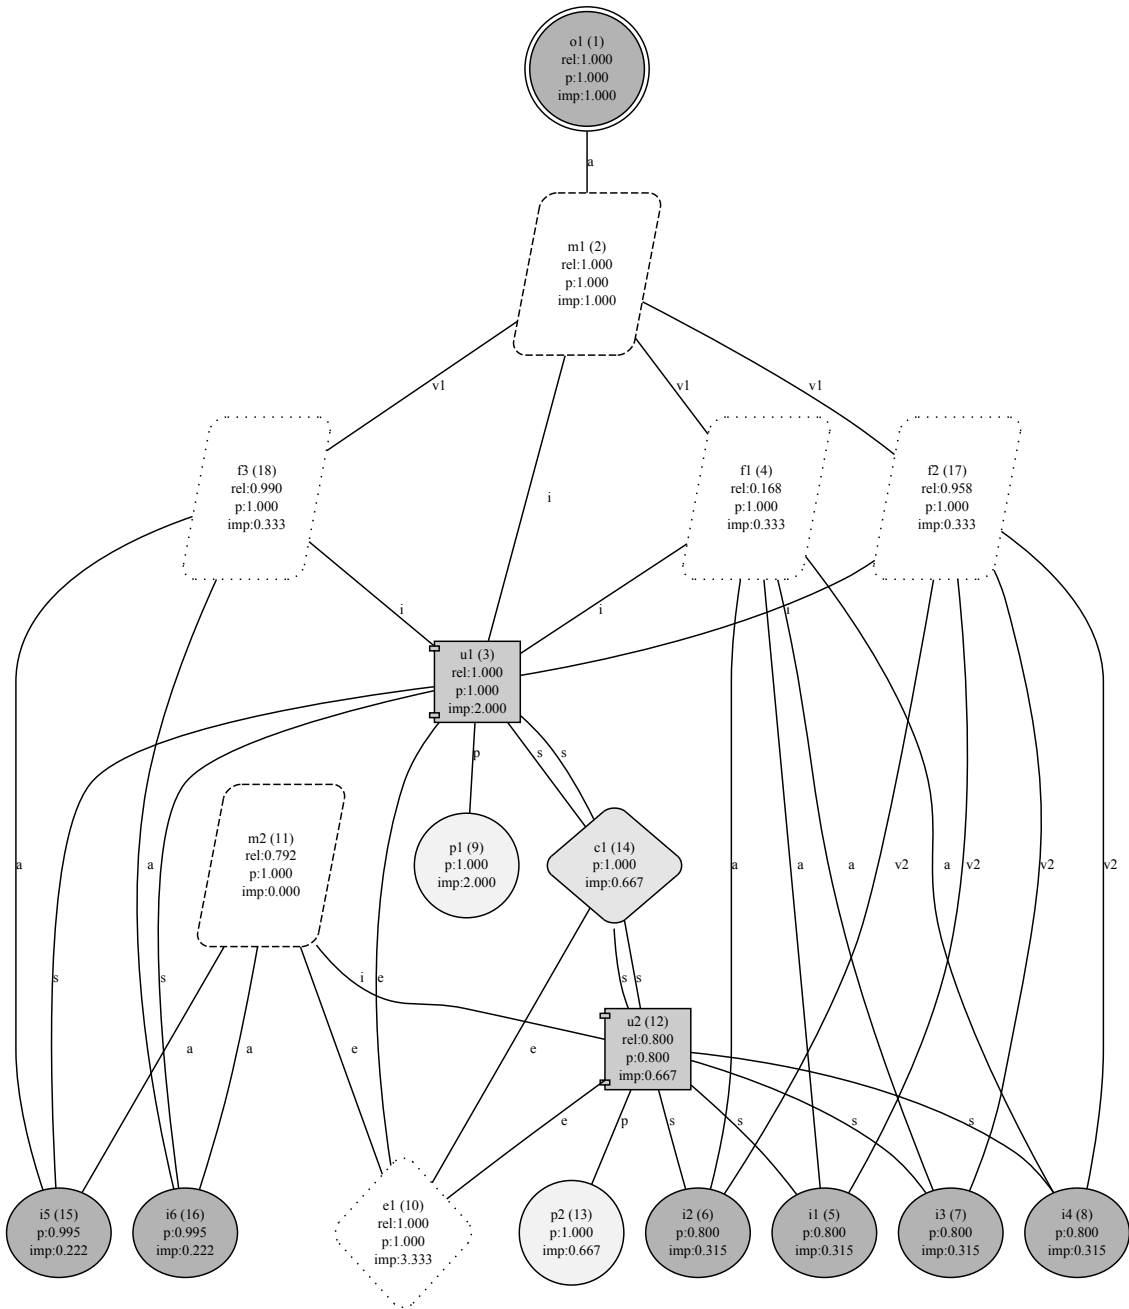 o1 (1)
rel:1.000
p:1.000
imp:1.000
a
m1 (2)
rel:1.000
p:1.000
imp:1.000
v1
v1
v1
f3 (18)
rel:0.990
p:1.000
imp:0.333
i
f1 (4)
rel:0.168
p:1.000
imp:0.333
f2 (17)
rel:0.958
p:1.000
imp:0.333
i
i
i
u1 (3)
rel:1.000
p:1.000
imp:2.000
p
s
s
m2 (11)
rel:0.792
p:1.000
imp:0.000
p1 (9)
p:1.000
imp:2.000
c1 (14)
p:1.000
imp:0.667
a
a
a
a
a
v2
a
v2
v2
v2
s
s
i
e
s
s
u2 (12)
rel:0.800
p:0.800
imp:0.667
a
a
e
e
e
p
s
s
s
s
i5 (15)
p:0.995
imp:0.222
i6 (16)
p:0.995
imp:0.222
e1 (10)
rel:1.000
p:1.000
imp:3.333
p2 (13)
p:1.000
imp:0.667
i2 (6)
p:0.800
imp:0.315
i1 (5)
p:0.800
imp:0.315
i3 (7)
p:0.800
imp:0.315
i4 (8)
p:0.800
imp:0.315